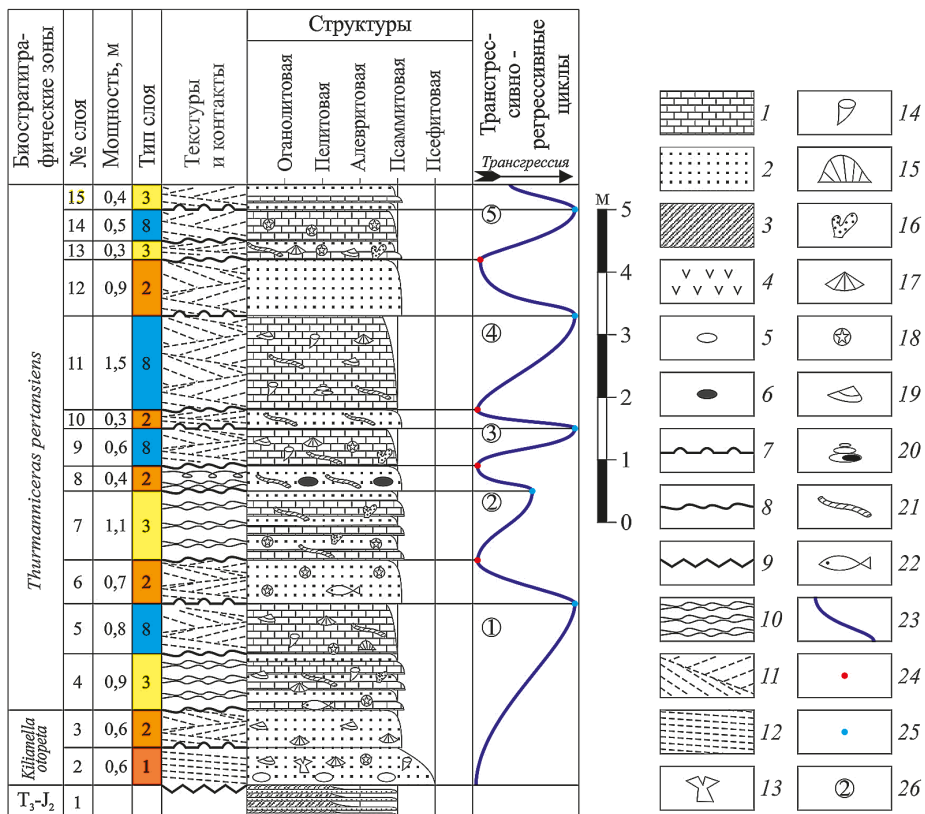 Биостратигра-
фические зоны
№ слоя
Мощность, м
Тип слоя
Текстуры
и контакты
Структуры
Оганолитовая
Пелитовая
Алевритовая
Псаммитовая
Псефитовая
Трансгрес-
сивно -
регрессивные
циклы
Трансгрессия
Thurmanniceras pertansiens
Kilianella
otopeta
T3-J2
15 0,4 3
14 0,5 8
13 0,3 3
12 0,9 2
11 1,5 8
10 0,3 2
9 0,6 8
8 0,4 2
7 1,1 3
6 0,7 2
5 0,8 8
4 0,9 3
3 0,6 2
2 0,6 1
1
5
4
3
2
1
м
5
4
3
2
1
0
1
2
3
4
5
6
7
8
9
10
11
12
13
14
15
16
17
18
19
20
21
22
23
24
25
2 26